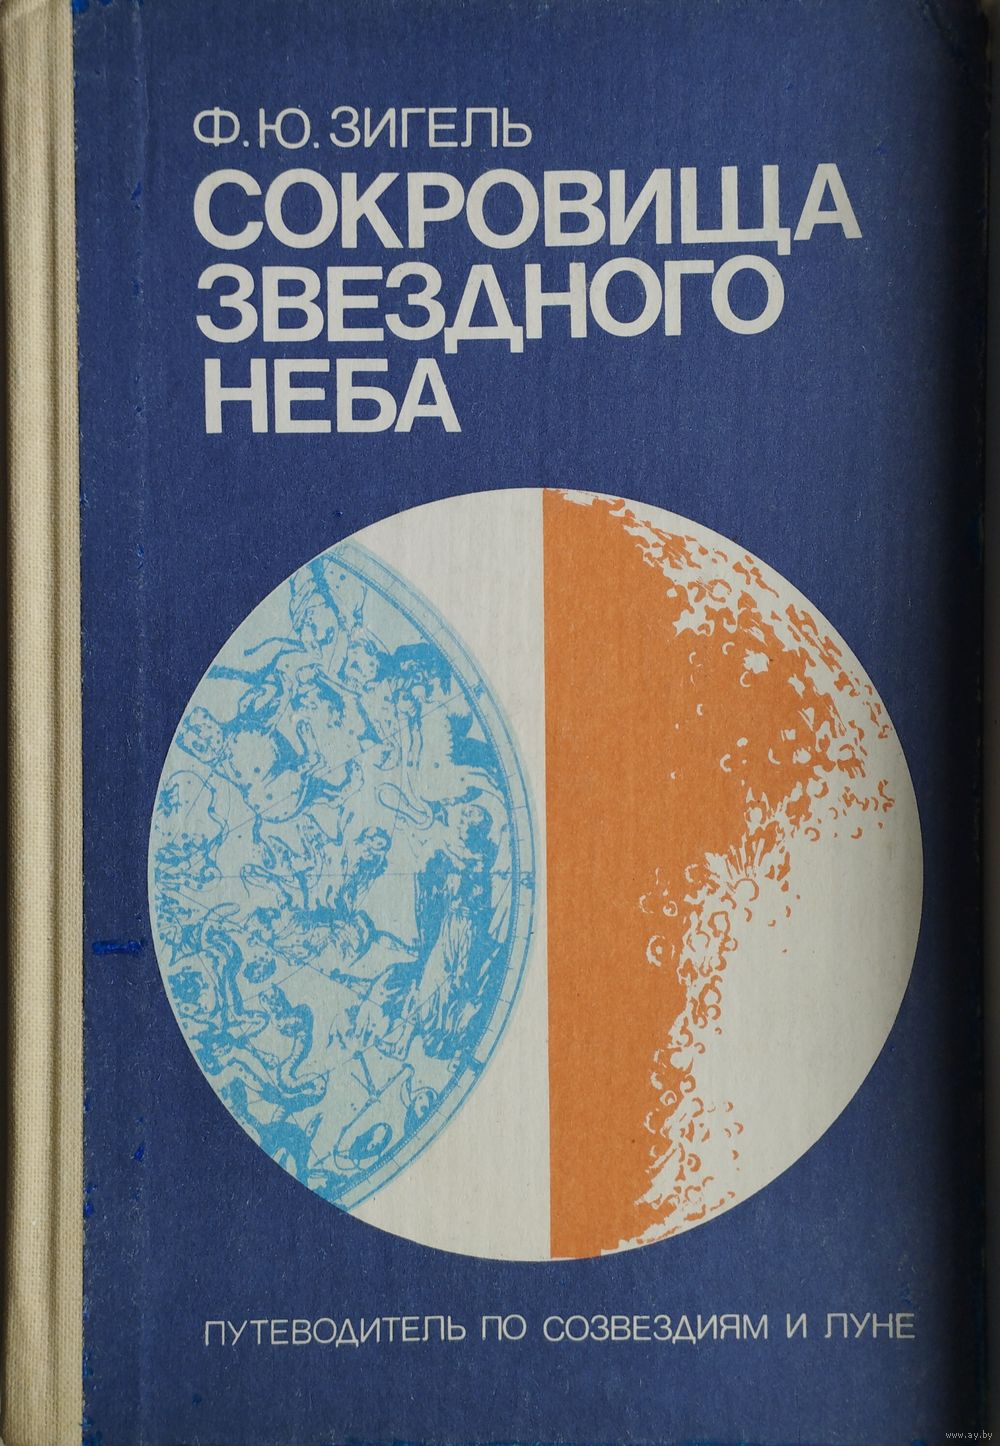 Ф.Ю.ЗИГЕЛЬ
СОКРОВИЩА
ЗВЕЗДНОГО
НЕБА
ПУТЕВОДИТЕЛЬ ПО СОЗВЕЗДИЯМ И ЛУНЕ
www.ay.by